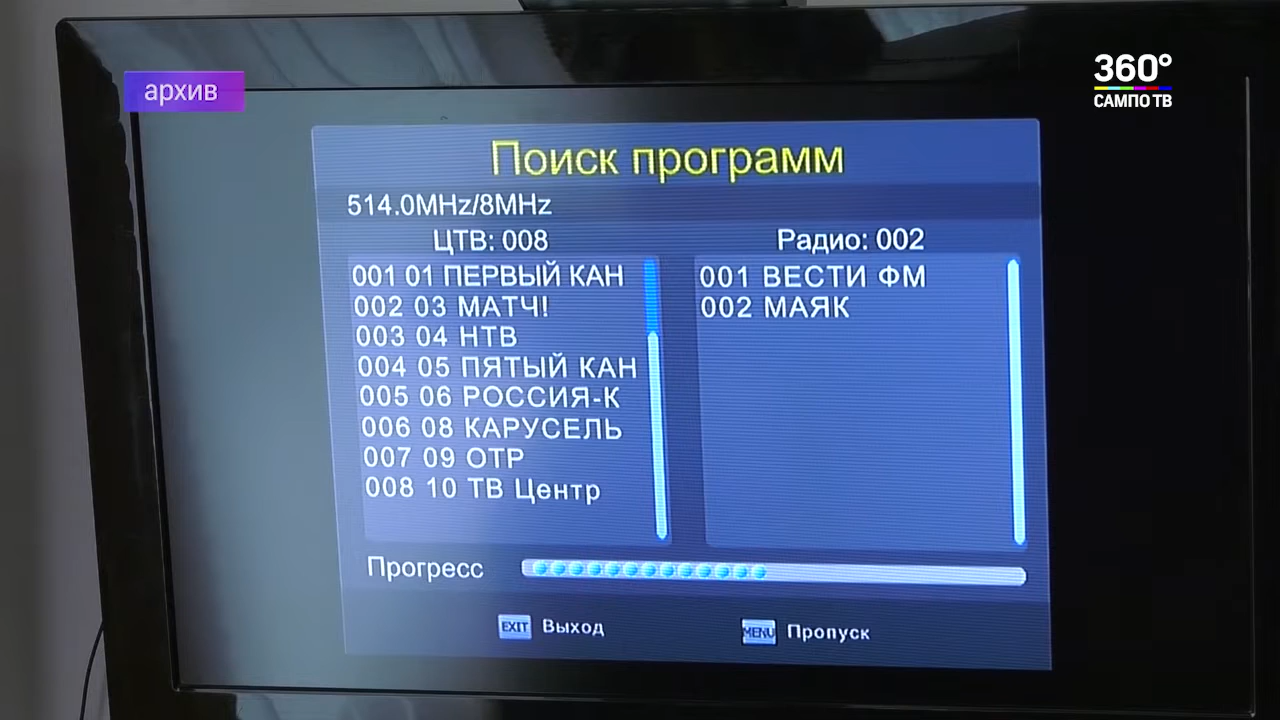 архив
360°
САМПО ТВ
Поиск программ
514.0MHz/8MHz
ЦТВ: 008
Радио: 002
001 01 ПЕРВЫЙ КАН
002 03 МАТЧ!
003 04 НТВ
004 05 ПЯТЫЙ КАН
005 06 РОССИЯ-К
006 08 КАРУСЕЛЬ
007 09 ОТР
008 10 ТВ Центр
001 ВЕСТИ ФМ
002 МАЯК
Прогресс
EXIT Выход
MENU Пропуск